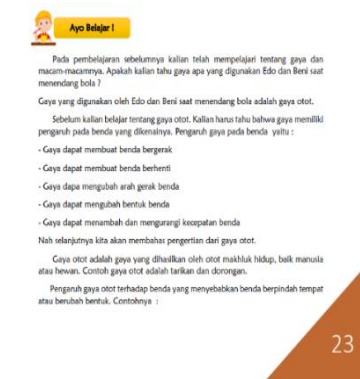 Ayo Belajar !
Pada pembelajaran sebelumnya kalian telah mempelajari tentang gaya dan
macam-macamnya. Apakah kalian tahu gaya apa yang digunakan Edo dan Beni saat
menendang bola ?
Gaya yang digunakan oleh Edo dan Beni saat menendang bola adalah gaya otot.
Sebelum kalian belajar tentang gaya otot. Kalian harus tahu bahwa gaya memiliki
pengaruh pada benda yang dikenainya. Pengaruh gaya pada benda yaitu :
- Gaya dapat membuat benda bergerak
- Gaya dapat membuat benda berhenti
- Gaya dapa mengubah arah gerak benda
- Gaya dapat mengubah bentuk benda
- Gaya dapat menambah dan mengurangi kecepatan benda
Nah selanjutnya kita akan membahas pengertian dari gaya otot.
Gaya otot adalah gaya yang dihasilkan oleh otot makhluk hidup, baik manusia
atau hewan. Contoh gaya otot adalah tarikan dan dorongan.
Pengaruh gaya otot terhadap benda yang menyebabkan benda berpindah tempat
atau berubah bentuk. Contohnya :
23